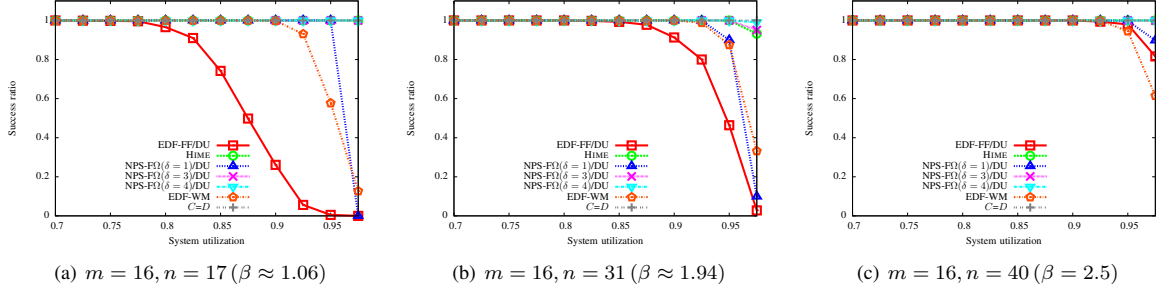 1
0.8
0.6
0.4
0.2
0
Success ratio
EDF-FF/DU
HIME
NPS-FΩ(δ = 1)/DU
NPS-FΩ(δ = 3)/DU
NPS-FΩ(δ = 4)/DU
EDF-WM
C=D
0.7 0.75 0.8 0.85 0.9 0.95
System utilization
(a) m = 16, n = 17 (β ≈ 1.06)
1
0.8
0.6
0.4
0.2
0
Success ratio
EDF-FF/DU
HIME
NPS-FΩ(δ = 1)/DU
NPS-FΩ(δ = 3)/DU
NPS-FΩ(δ = 4)/DU
EDF-WM
C=D
0.7 0.75 0.8 0.85 0.9 0.95
System utilization
(b) m = 16, n = 31 (β ≈ 1.94)
1
0.8
0.6
0.4
0.2
0
Success ratio
EDF-FF/DU
HIME
NPS-FΩ(δ = 1)/DU
NPS-FΩ(δ = 3)/DU
NPS-FΩ(δ = 4)/DU
EDF-WM
C=D
0.7 0.75 0.8 0.85 0.9 0.95
System utilization
(c) m = 16, n = 40 (β = 2.5)